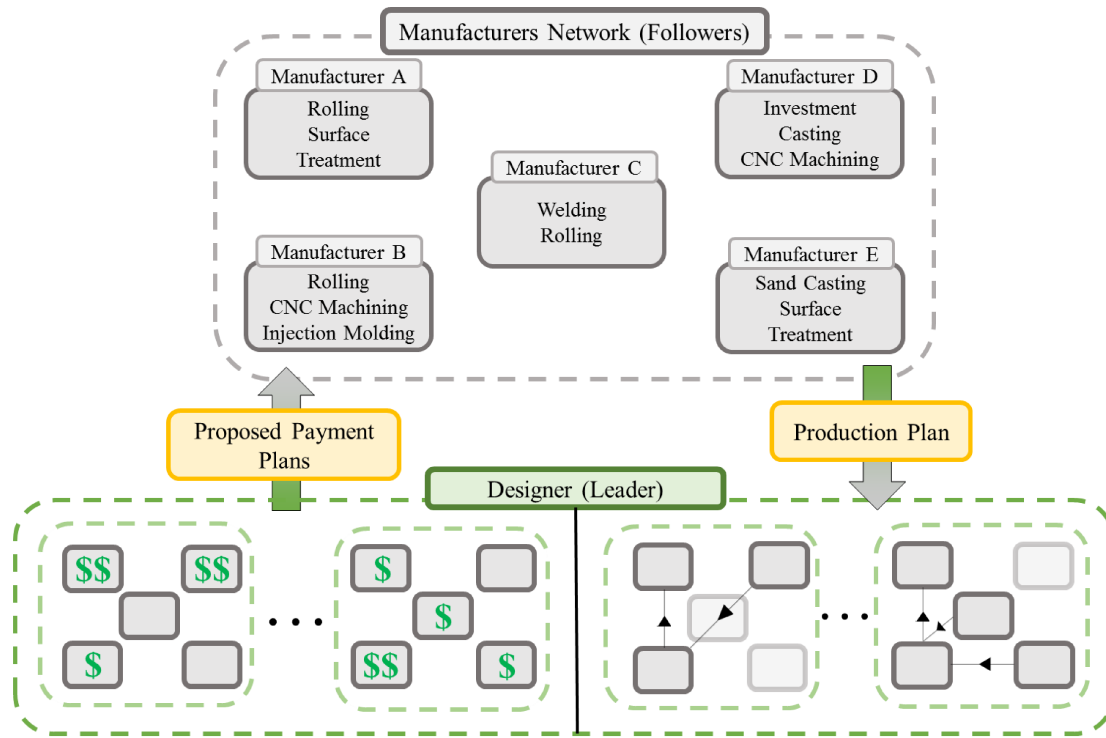 Manufacturers Network (Followers)
Manufacturer A
Rolling
Surface
Treatment
Manufacturer D
Investment
Casting
CNC Machining
Manufacturer C
Welding
Rolling
Manufacturer B
Rolling
CNC Machining
Injection Molding
Manufacturer E
Sand Casting
Surface
Treatment
Proposed Payment
Plans
Production Plan
Designer (Leader)
$$ $$
$
$
$
$$ $